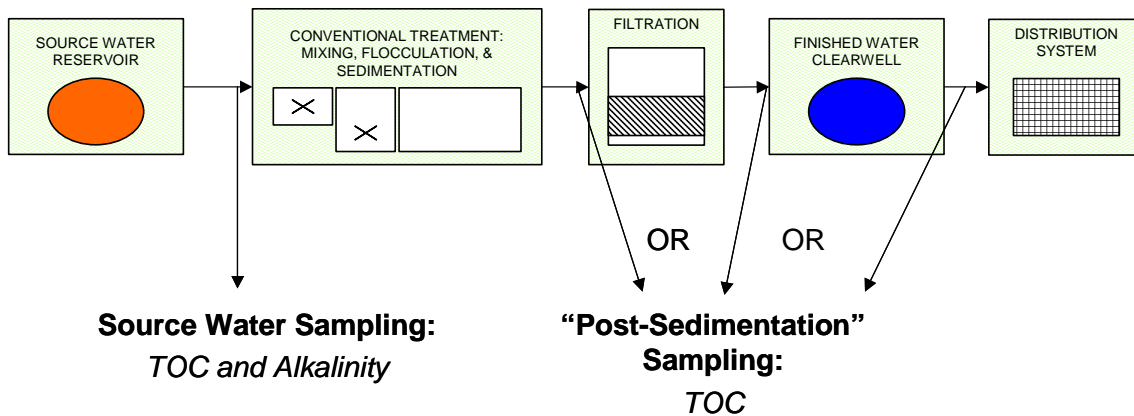 SOURCE WATER
RESERVOIR
CONVENTIONAL TREATMENT:
MIXING, FLOCCULATION, &
SEDIMENTATION
FILTRATION
FINISHED WATER
CLEARWELL
DISTRIBUTION
SYSTEM
OR
OR
Source Water Sampling:
TOC and Alkalinity
“Post-Sedimentation”
Sampling:
TOC